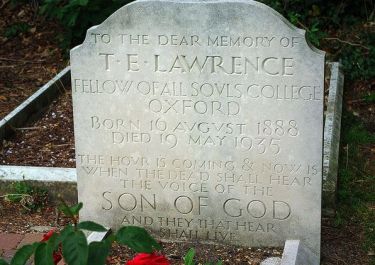 TO THE DEAR MEMORY OF
T·E·LAWRENCE
FELLOW OF ALL SOVLS COLLEGE
OXFORD
BORN 16 AVGVST 1888
DIED 19 MAY 1935
THE HOVR IS COMING & NOW IS
WHEN THE DEAD SHALL HEAR
THE VOICE OF THE
SON OF GOD
AND THEY THAT HEAR
SHALL LIVE